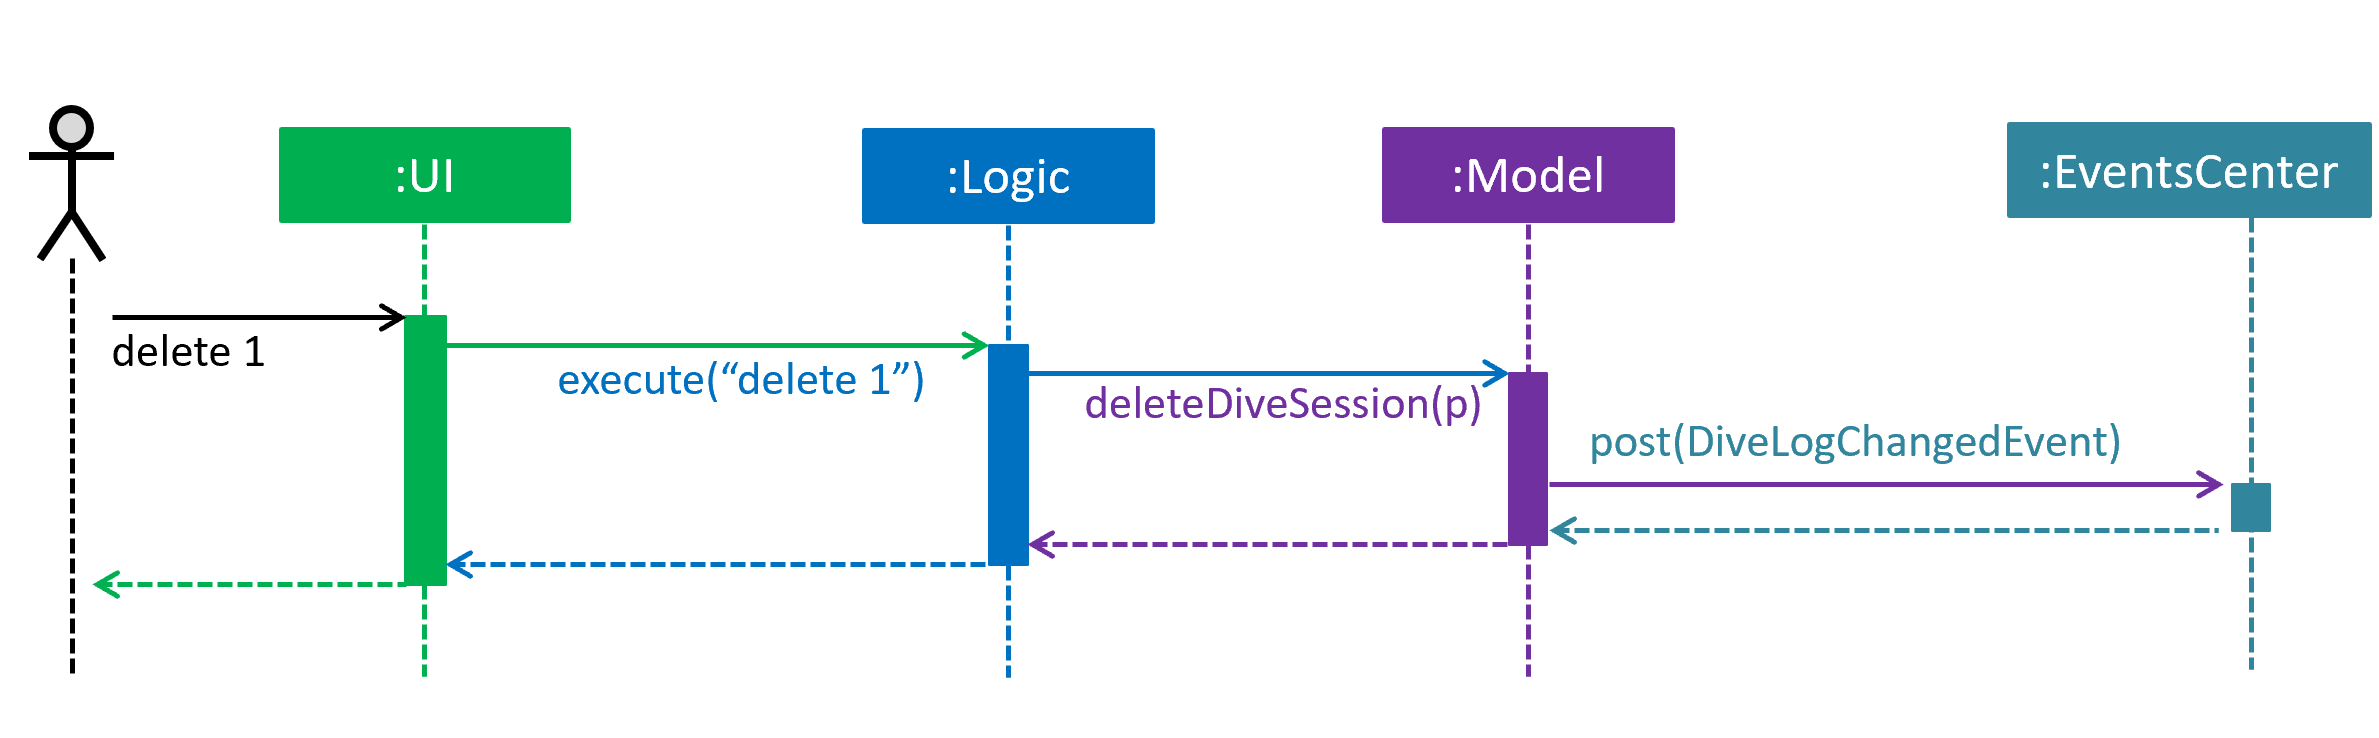 :UI
:Logic
:Model
:EventsCenter
delete 1
execute(“delete 1”)
deleteDiveSession(p)
post(DiveLogChangedEvent)